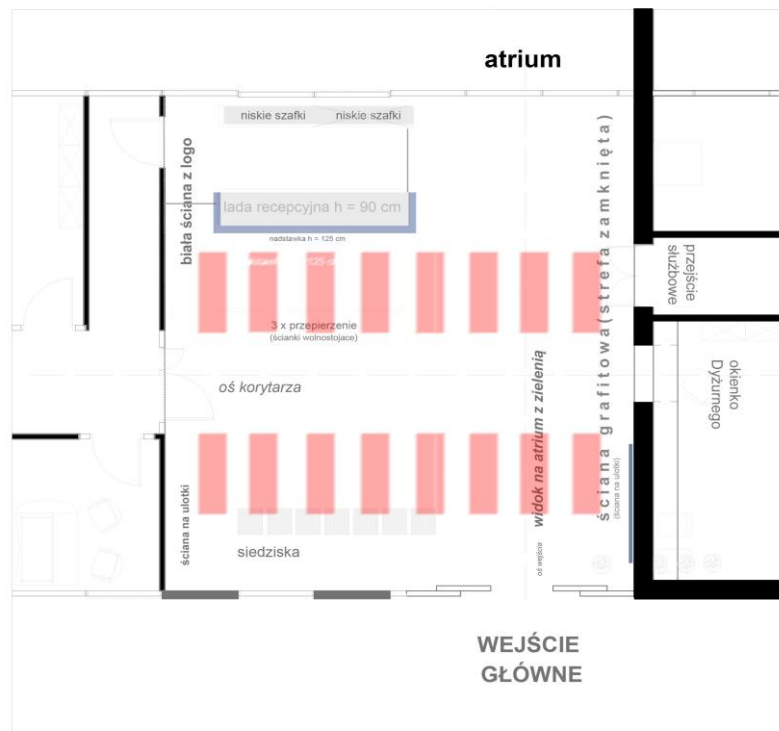 atrium
niskie szafki
niskie szafki
biała ściana z logo
lada recepcyjna h = 90 cm
nadstawka h = 125 cm
3 x przepierzenie
(ścianki wolnostojace)
oś korytarza
widok na atrium z zielenią
ściana grafitowa (strefa zamknięta)
(ściana na ulotki)
przejście
służbowe
okienko
Dyżurnego
ściana na ulotki
siedziska
oś wejścia
WEJŚCIE
GŁÓWNE